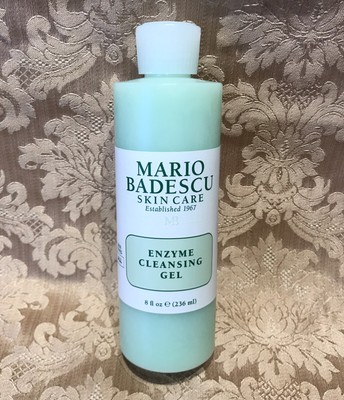 MARIO
BADESCU
SKIN CARE
Established 1967
ENZYME
CLEANSING
GEL
8 fl oz ℮ (236 ml)